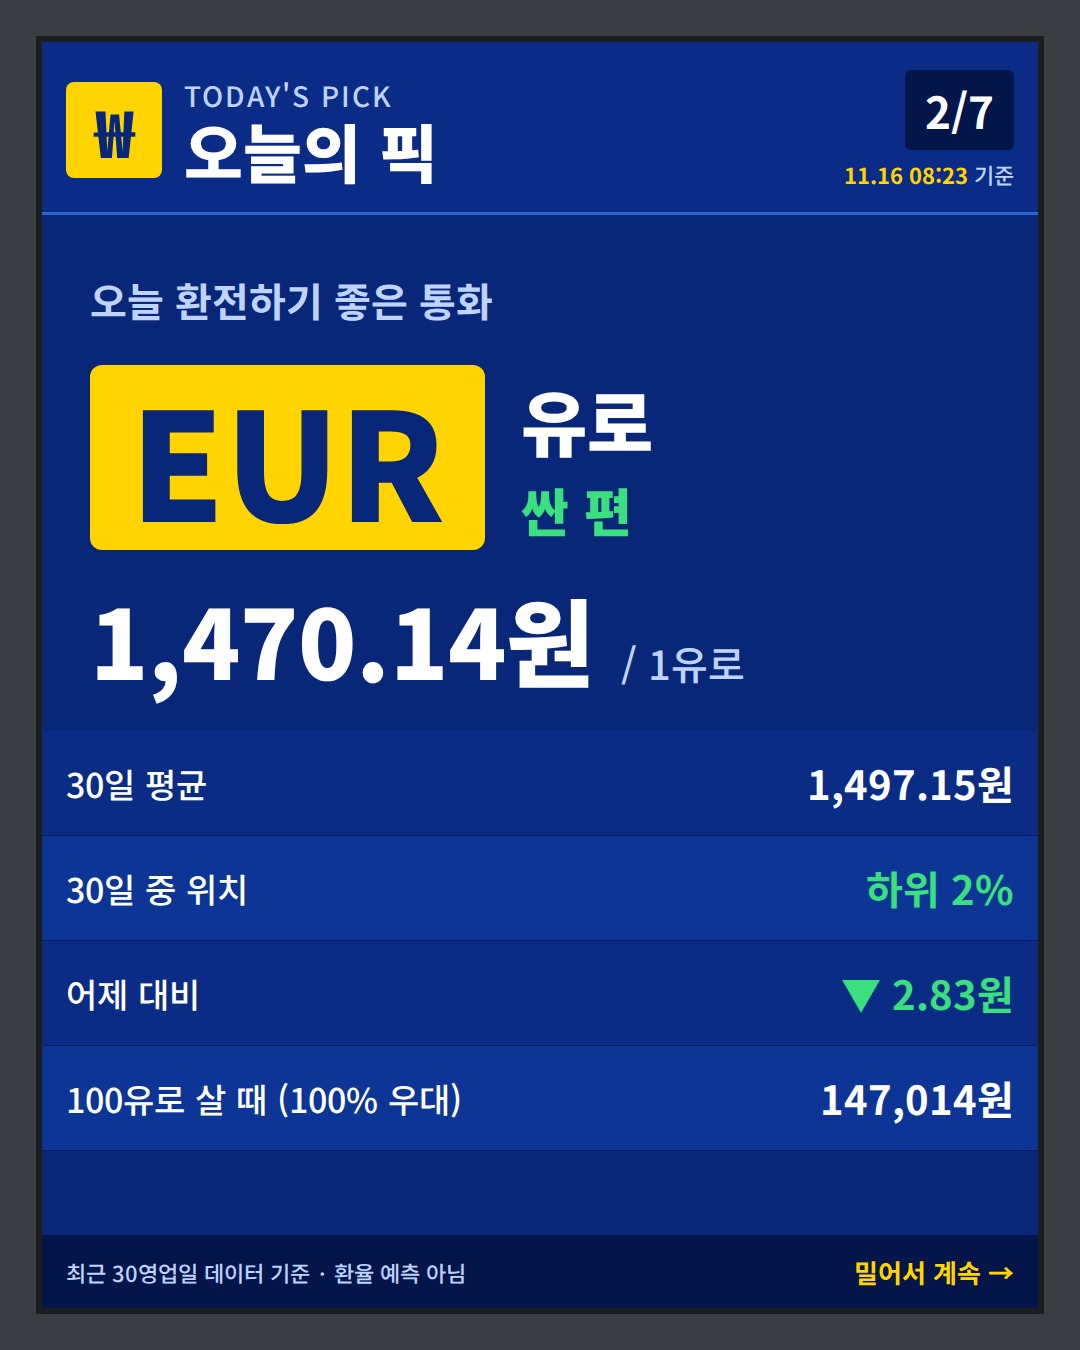 ₩
TODAY'S PICK
오늘의 픽
2/7
11.16 08:23 기준
오늘 환전하기 좋은 통화
EUR
유로
싼 편
1,470.14원 / 1유로
30일 평균 1,497.15원
30일 중 위치 하위 2%
어제 대비 ▼ 2.83원
100유로 살 때 (100% 우대) 147,014원
최근 30영업일 데이터 기준 · 환율 예측 아님
밀어서 계속 →